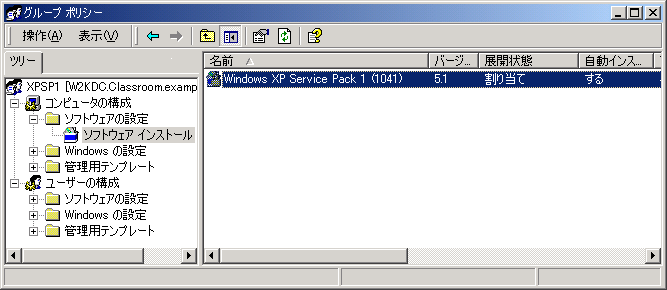 グループ ポリシー
操作(A) 表示(V)
ツリー
XPSP1 [W2KDC.Classroom.examp
コンピュータの構成
ソフトウェアの設定
ソフトウェア インストール
Windows の設定
管理用テンプレート
ユーザーの構成
ソフトウェアの設定
Windows の設定
管理用テンプレート
名前 バージ... 展開状態 自動インス...
Windows XP Service Pack 1 (1041) 5.1 割り当て する